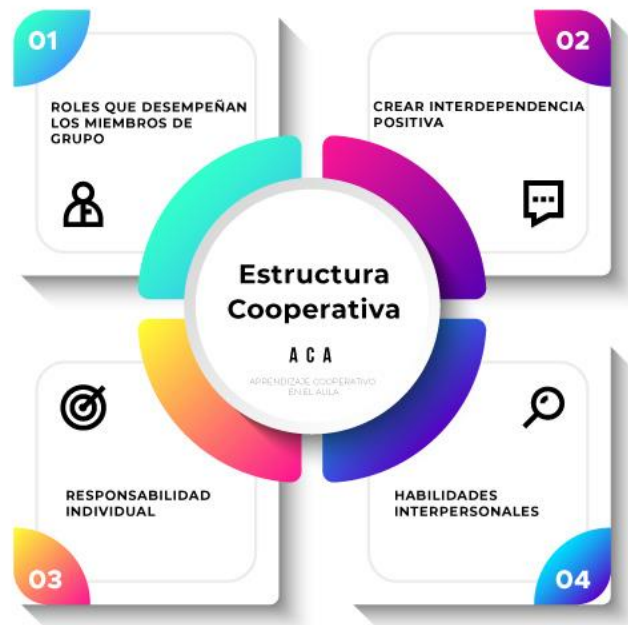 01
ROLES QUE DESEMPEÑAN
LOS MIEMBROS DE
GRUPO
02
CREAR INTERDEPENDENCIA
POSITIVA
Estructura
Cooperativa
ACA
APRENDIZAJE COOPERATIVO
EN EL AULA
RESPONSABILIDAD
INDIVIDUAL
03
HABILIDADES
INTERPERSONALES
04